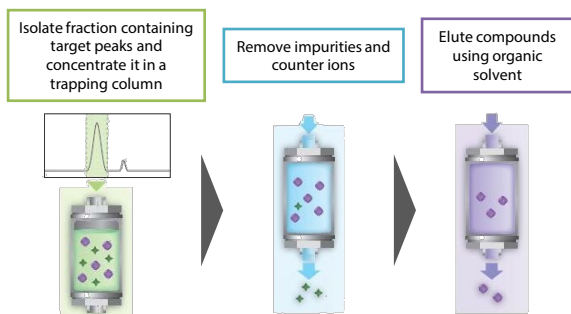 Isolate fraction containing
target peaks and
concentrate it in a
trapping column
Remove impurities and
counter ions
Elute compounds
using organic
solvent